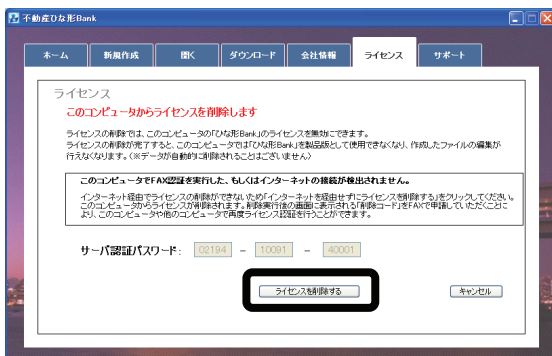 不動産ひな形Bank
ホーム 新規作成 開く ダウンロード 会社情報 ライセンス サポート
ライセンス
このコンピュータからライセンスを削除します
ライセンスの削除では、このコンピュータの「ひな形Bank」のライセンスを無効にできます。
ライセンスの削除が完了すると、このコンピュータでは「ひな形Bank」を製品版として使用できなくなり、作成したファイルの編集が
行えなくなります。（※データが自動的に削除されることはございません）
このコンピュータでFAX認証を実行した、もしくはインターネットの接続が検出されません。
インターネット経由でライセンスの削除ができないため「インターネットを経由せずにライセンスを削除する」をクリックしてください。
このコンピュータからライセンスが削除されます。削除実行後の画面に表示される「削除コード」をFAXで申請していただくことに
より、このコンピュータや他のコンピュータで再度ライセンス認証を行うことができます。
サーバ認証パスワード： 02194 － 10091 － 40001
ライセンスを削除する キャンセル